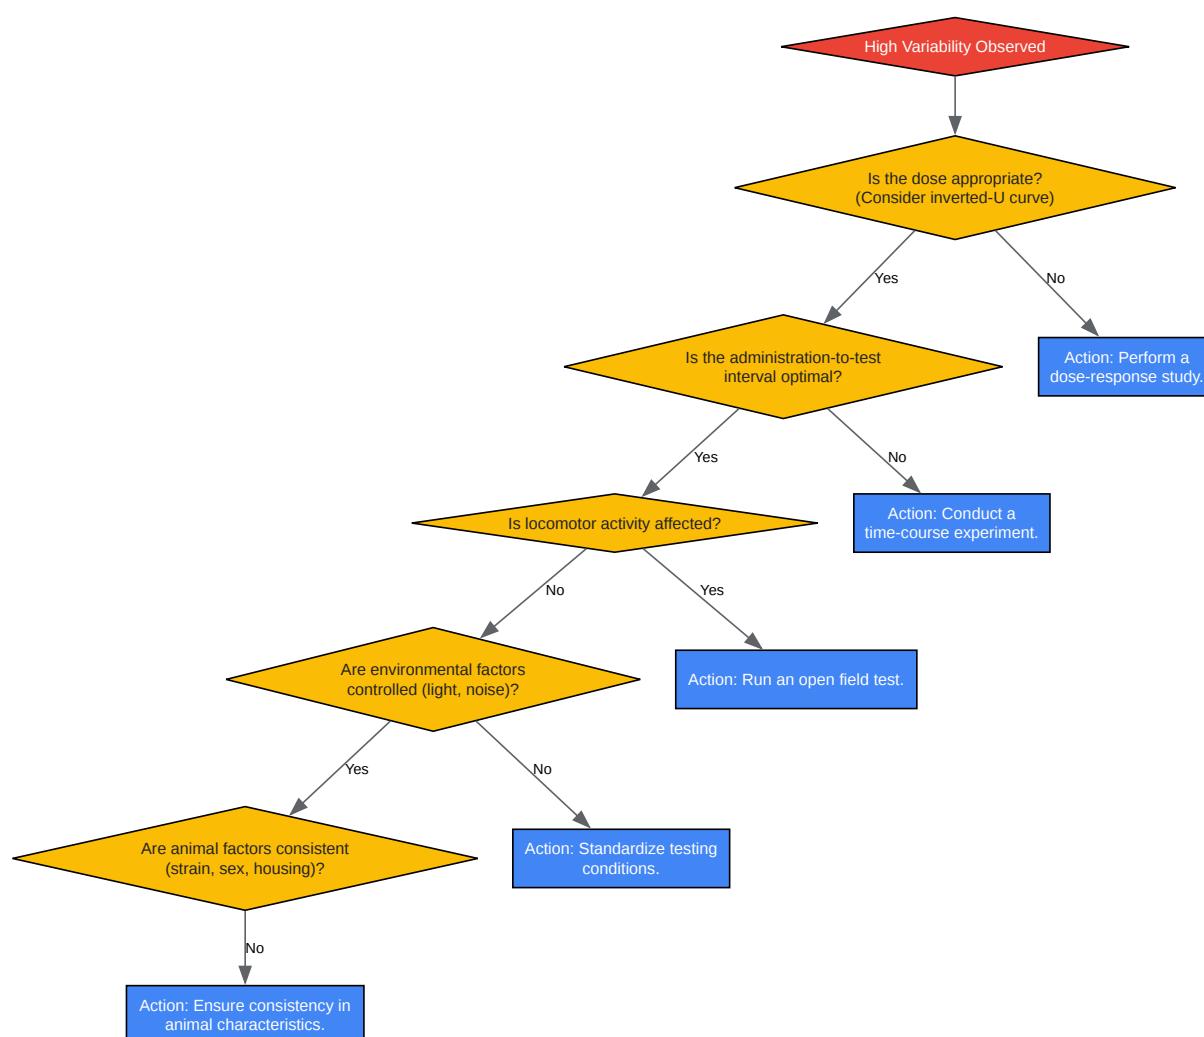 High Variability Observed
Is the dose appropriate?
(Consider inverted-U curve)
Yes
No
Is the administration-to-test
interval optimal?
Action: Perform a
dose-response study.
Yes
No
Is locomotor activity affected?
Action: Conduct a
time-course experiment.
No
Yes
Are environmental factors
controlled (light, noise)?
Action: Run an open field test.
Yes
No
Are animal factors consistent
(strain, sex, housing)?
Action: Standardize testing
conditions.
No
Action: Ensure consistency in
animal characteristics.